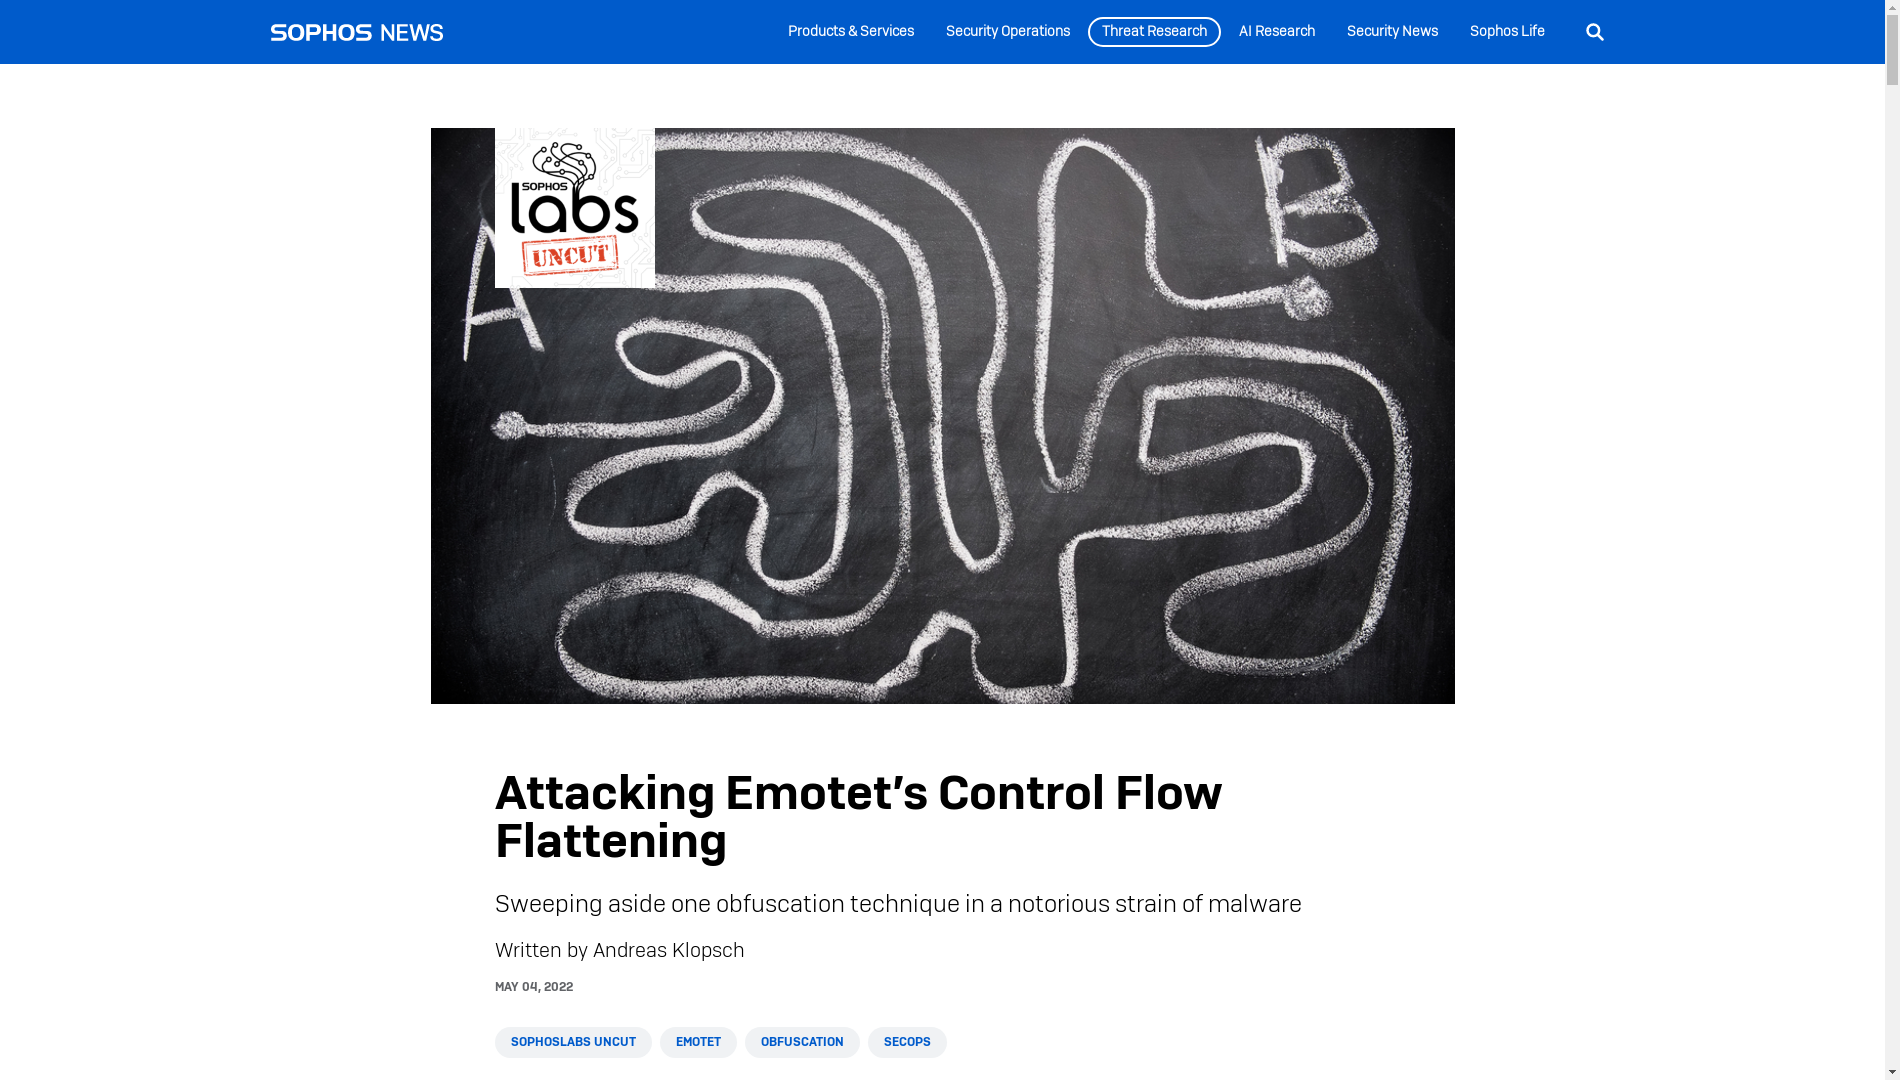 SOPHOS NEWS
Products & Services
Security Operations
Threat Research
AI Research
Security News
Sophos Life
SOPHOS
labs
UNCUT
A
B
Attacking Emotet’s Control Flow
Flattening
Sweeping aside one obfuscation technique in a notorious strain of malware
Written by Andreas Klopsch
MAY 04, 2022
SOPHOSLABS UNCUT
EMOTET
OBFUSCATION
SECOPS